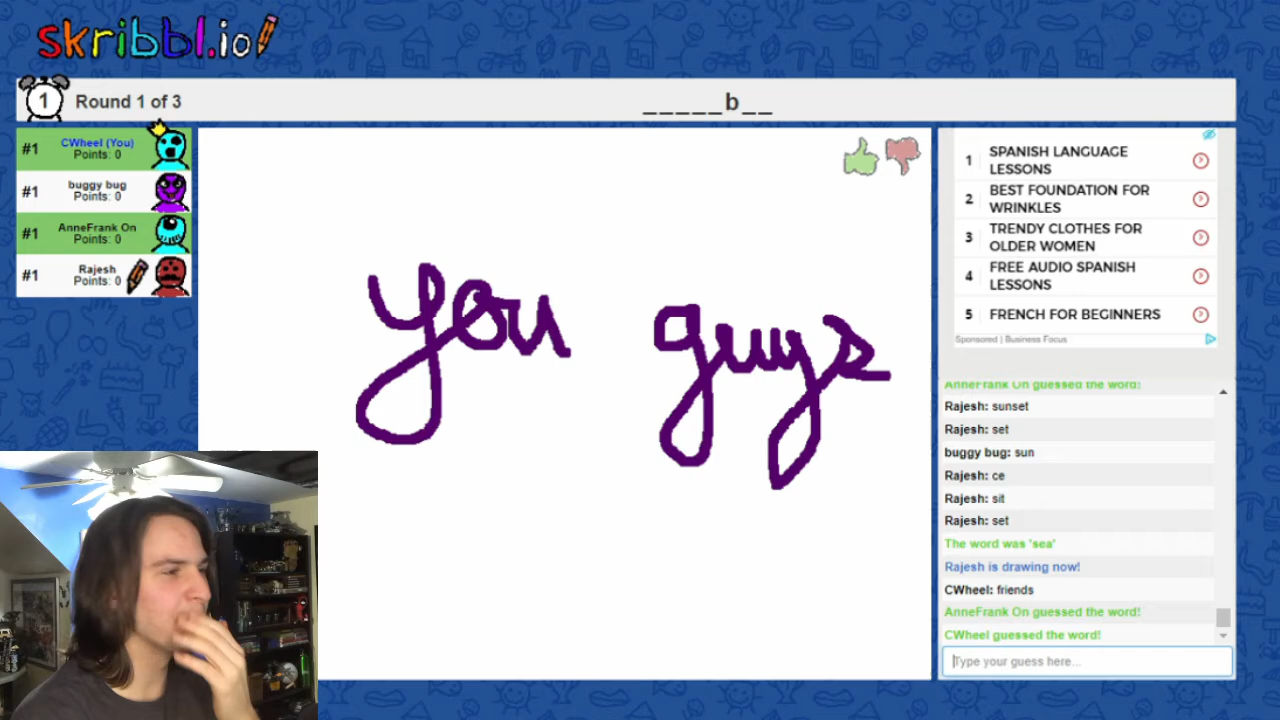 skribbl.io
1 Round 1 of 3
_____b__
#1 CWheel (You)
Points: 0
#1 buggy bug
Points: 0
#1 AnneFrank On
Points: 0
#1 Rajesh
Points: 0
you guys
1 SPANISH LANGUAGE
LESSONS
2 BEST FOUNDATION FOR
WRINKLES
3 TRENDY CLOTHES FOR
OLDER WOMEN
4 FREE AUDIO SPANISH
LESSONS
5 FRENCH FOR BEGINNERS
Sponsored | Business Focus
AnneFrank On guessed the word!
Rajesh: sunset
Rajesh: set
buggy bug: sun
Rajesh: ce
Rajesh: sit
Rajesh: set
The word was 'sea'
Rajesh is drawing now!
CWheel: friends
AnneFrank On guessed the word!
CWheel guessed the word!
Type your guess here...